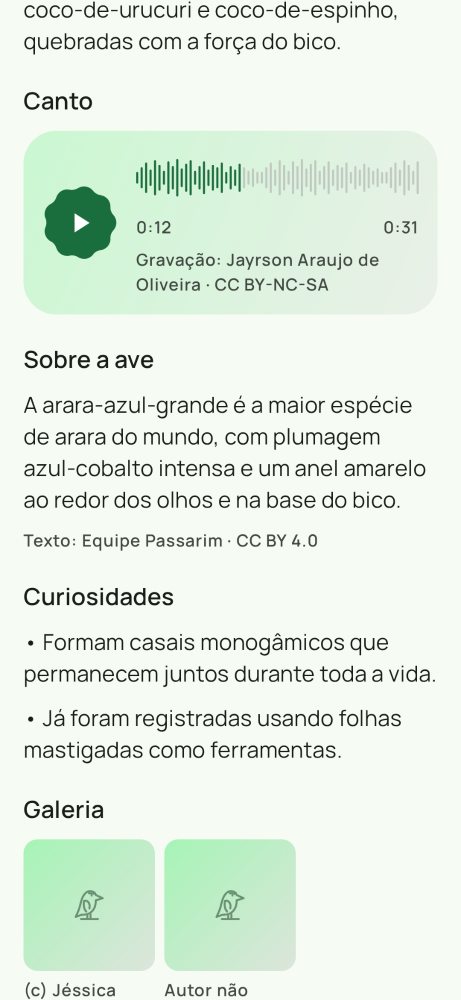 coco-de-urucuri e coco-de-espinho,
quebradas com a força do bico.
Canto
0:12
0:31
Gravação: Jayrson Araujo de
Oliveira · CC BY-NC-SA
Sobre a ave
A arara-azul-grande é a maior espécie
de arara do mundo, com plumagem
azul-cobalto intensa e um anel amarelo
ao redor dos olhos e na base do bico.
Texto: Equipe Passarim · CC BY 4.0
Curiosidades
• Formam casais monogâmicos que
permanecem juntos durante toda a vida.
• Já foram registradas usando folhas
mastigadas como ferramentas.
Galeria
(c) Jéssica
Autor não